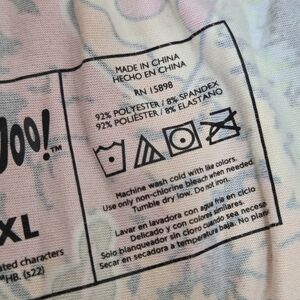 MADE IN CHINA
HECHO EN CHINA
RN 15898
92% POLYESTER / 8% SPANDEX
92% POLIÉSTER / 8% ELASTANO
OO!™
XL
Machine wash cold with like colors.
Use only non-chlorine bleach when needed.
Tumble dry low. Do not iron.
ated characters
HB. (s22)
Lavar en lavadora con agua fría en ciclo
Delicado y con colores similares.
Solo blanqueador sin cloro cuando sea neceso
Secar en secadora a temperatura baja. No plan